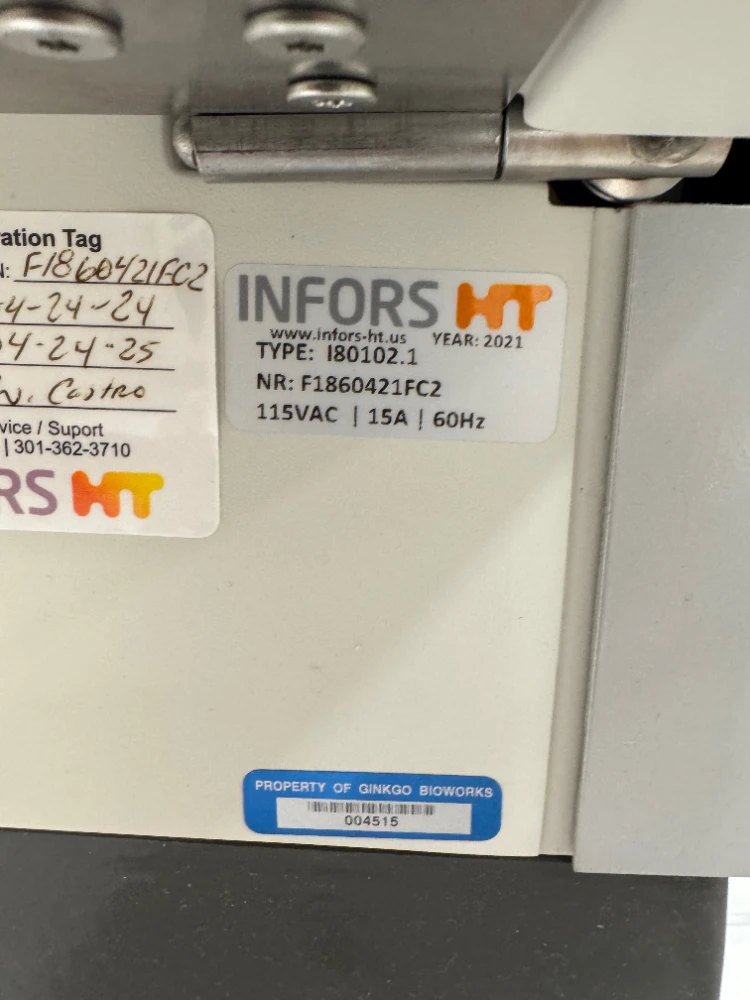 ation Tag
N: F1860421FC2
4-24-24
4-24-25
Castro
vice / Suport
| 301-362-3710
RS HT
INFORS HT
www.infors-ht.us YEAR: 2021
TYPE: I80102.1
NR: F1860421FC2
115VAC | 15A | 60Hz
PROPERTY OF GINKGO BIOWORKS
004515